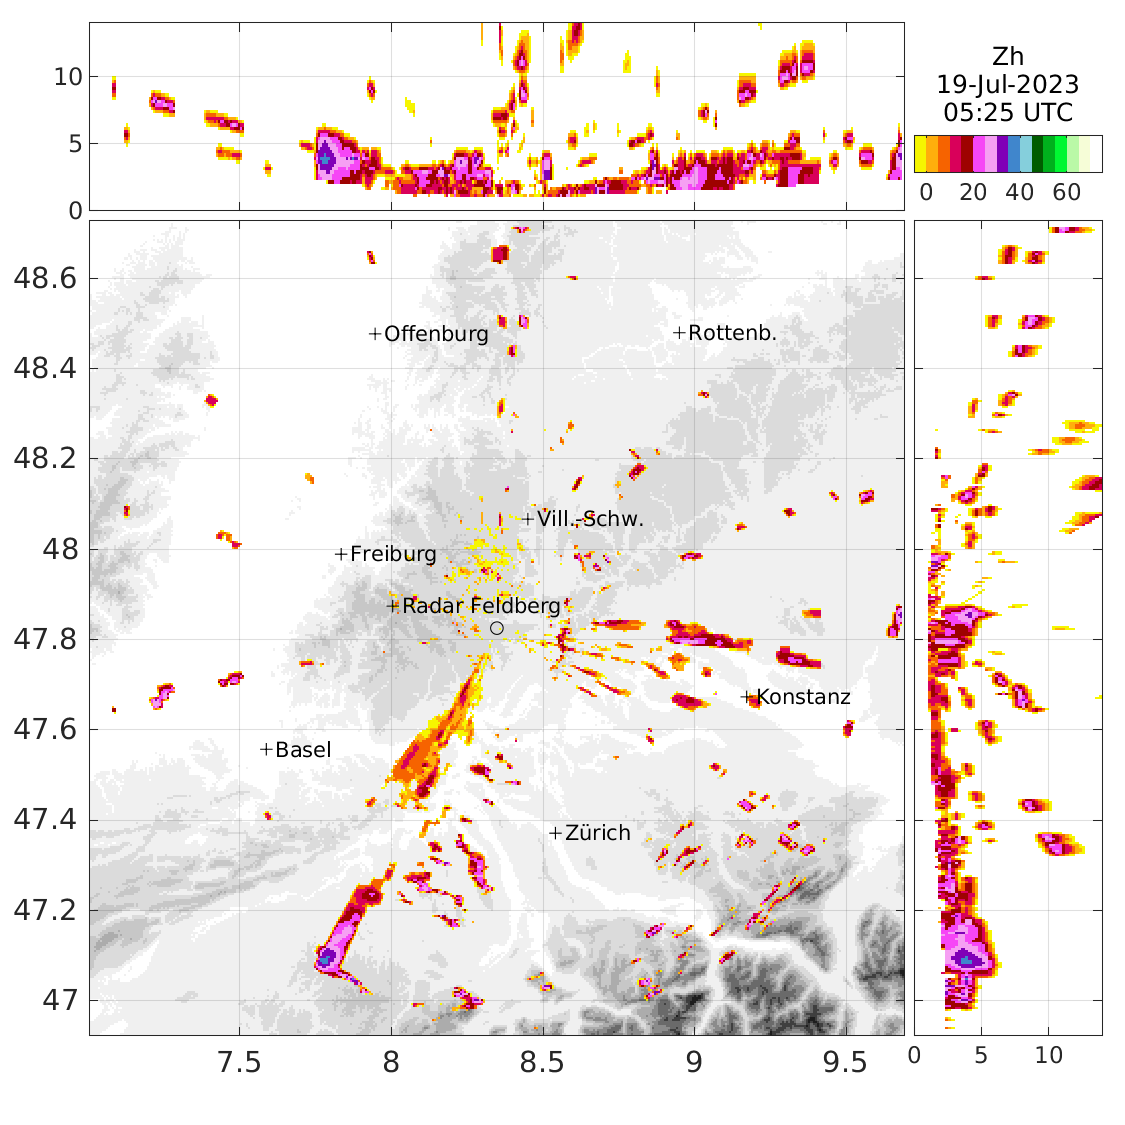 10
5
0
Zh
19-Jul-2023
05:25 UTC
0 20 40 60
48.6
48.4
48.2
48
47.8
47.6
47.4
47.2
47
Offenburg
Rottenb.
Vill.-Schw.
Freiburg
Radar Feldberg
Konstanz
Basel
Zürich
7.5 8 8.5 9 9.5
0 5 10